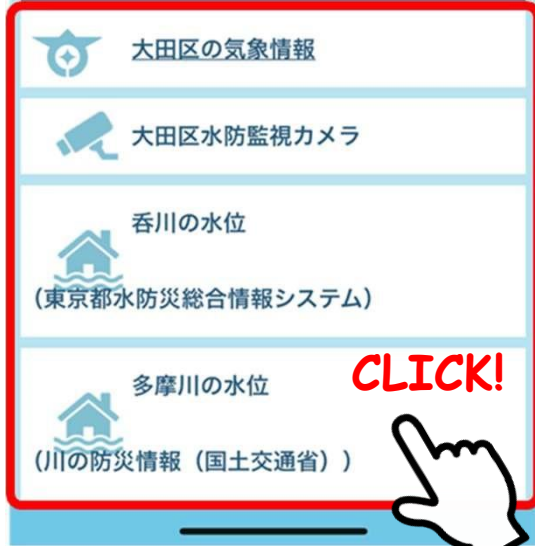 大田区の気象情報
大田区水防監視カメラ
呑川の水位
（東京都水防災総合情報システム）
多摩川の水位
CLICK!
（川の防災情報（国土交通省））